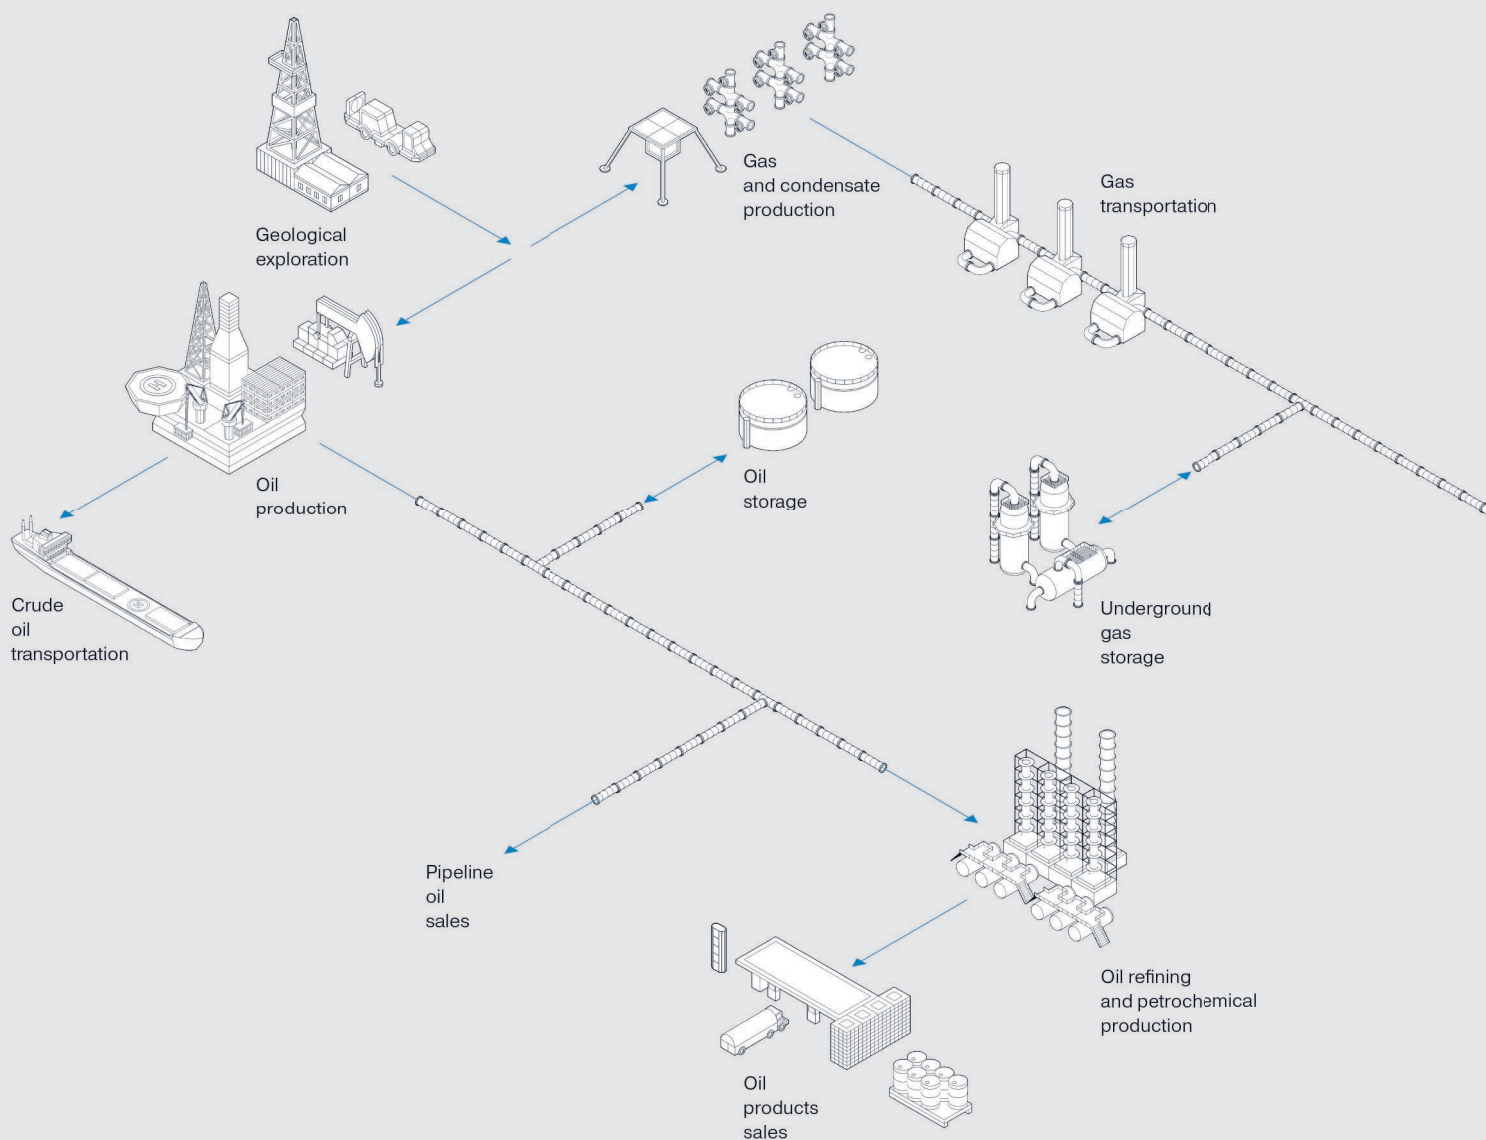 Gas
and condensate
production
Gas
transportation
Geological
exploration
Oil
production
Oil
storage
Crude
oil
transportation
Underground
gas
storage
Pipeline
oil
sales
Oil refining
and petrochemical
production
Oil
products
sales